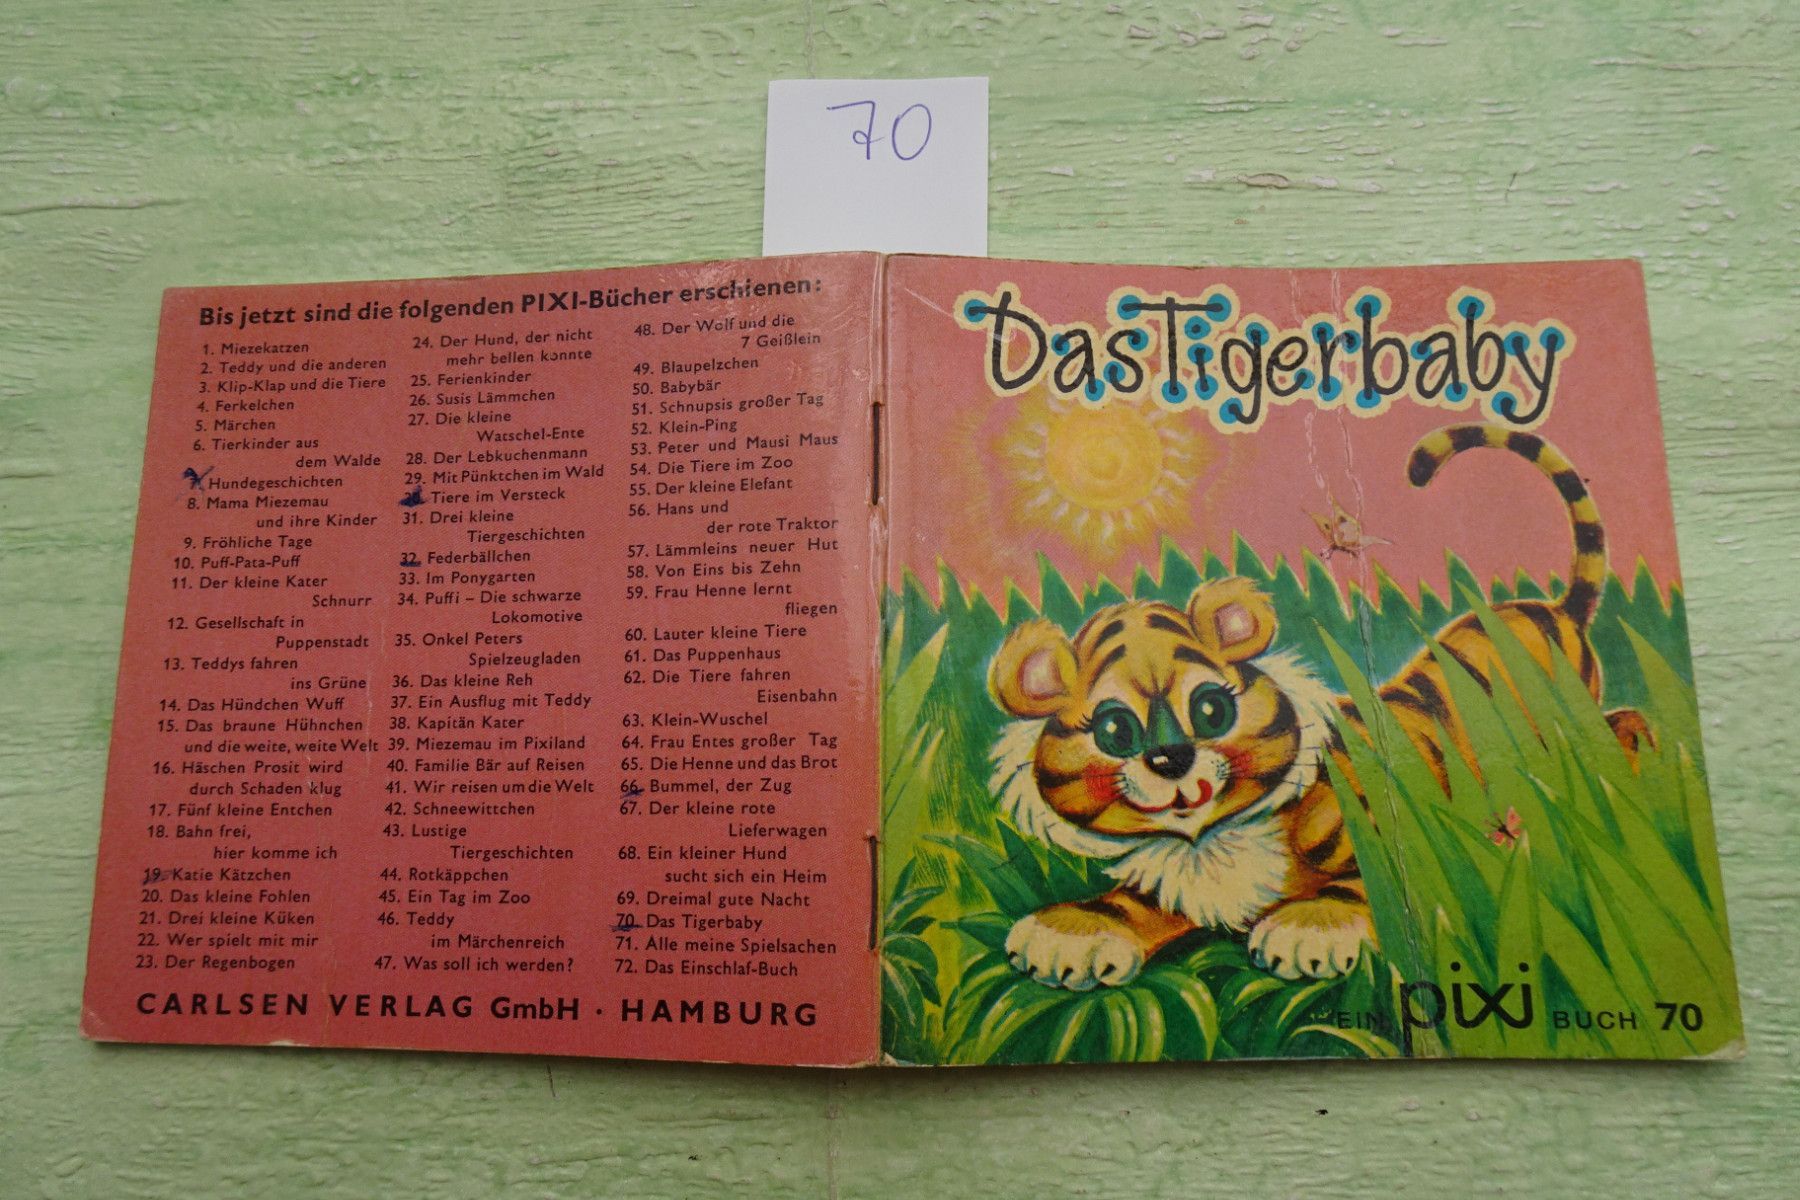 70
Bis jetzt sind die folgenden PIXI-Bücher erschienen:
1. Miezekatzen
2. Teddy und die anderen
3. Klip-Klap und die Tiere
4. Ferkelchen
5. Märchen
6. Tierkinder aus
dem Walde
7. Hundegeschichten
8. Mama Miezemau
und ihre Kinder
9. Fröhliche Tage
10. Puff-Pata-Puff
11. Der kleine Kater
Schnurr
12. Gesellschaft in
Puppenstadt
13. Teddys fahren
ins Grüne
14. Das Hündchen Wuff
15. Das braune Hühnchen
und die weite, weite Welt
16. Häschen Prosit wird
durch Schaden klug
17. Fünf kleine Entchen
18. Bahn frei,
hier komme ich
19. Katie Kätzchen
20. Das kleine Fohlen
21. Drei kleine Küken
22. Wer spielt mit mir
23. Der Regenbogen
24. Der Hund, der nicht
mehr bellen konnte
25. Ferienkinder
26. Susis Lämmchen
27. Die kleine
Watschel-Ente
28. Der Lebkuchenmann
29. Mit Pünktchen im Wald
30. Tiere im Versteck
31. Drei kleine
Tiergeschichten
32. Federbällchen
33. Im Ponygarten
34. Puffi – Die schwarze
Lokomotive
35. Onkel Peters
Spielzeugladen
36. Das kleine Reh
37. Ein Ausflug mit Teddy
38. Kapitän Kater
39. Miezemau im Pixiland
40. Familie Bär auf Reisen
41. Wir reisen um die Welt
42. Schneewittchen
43. Lustige
Tiergeschichten
44. Rotkäppchen
45. Ein Tag im Zoo
46. Teddy
im Märchenreich
47. Was soll ich werden?
48. Der Wolf und die
7 Geißlein
49. Blaupelzchen
50. Babybär
51. Schnupsis großer Tag
52. Klein-Ping
53. Peter und Mausi Maus
54. Die Tiere im Zoo
55. Der kleine Elefant
56. Hans und
der rote Traktor
57. Lämmleins neuer Hut
58. Von Eins bis Zehn
59. Frau Henne lernt
fliegen
60. Lauter kleine Tiere
61. Das Puppenhaus
62. Die Tiere fahren
Eisenbahn
63. Klein-Wuschel
64. Frau Entes großer Tag
65. Die Henne und das Brot
66. Bummel, der Zug
67. Der kleine rote
Lieferwagen
68. Ein kleiner Hund
sucht sich ein Heim
69. Dreimal gute Nacht
70. Das Tigerbaby
71. Alle meine Spielsachen
72. Das Einschlaf-Buch
CARLSEN VERLAG GmbH · HAMBURG
Das Tigerbaby
EIN pixi BUCH 70